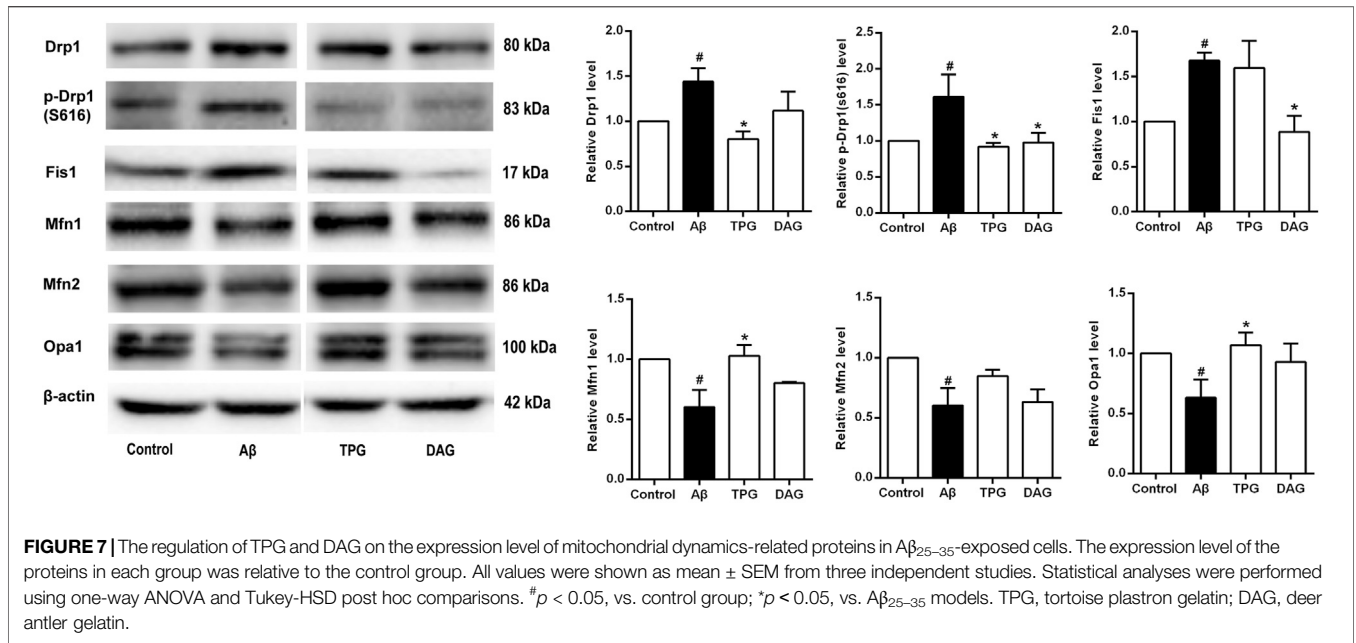 Drp1
80 kDa
p-Drp1
(S616)
83 kDa
Fis1
17 kDa
Mfn1
86 kDa
Mfn2
86 kDa
Opa1
100 kDa
β-actin
42 kDa
Control Aβ TPG DAG
Relative Drp1 level
2.0
1.5
1.0
0.5
0.0
#
*
Control Aβ TPG DAG
Relative p-Drp1(s616) level
2.5
2.0
1.5
1.0
0.5
0.0
#
*
*
Control Aβ TPG DAG
Relative Fis1 level
2.0
1.5
1.0
0.5
0.0
#
*
Control Aβ TPG DAG
Relative Mfn1 level
1.5
1.0
0.5
0.0
#
*
Control Aβ TPG DAG
Relative Mfn2 level
1.5
1.0
0.5
0.0
#
Control Aβ TPG DAG
Relative Opa1 level
1.5
1.0
0.5
0.0
#
*
Control Aβ TPG DAG
FIGURE 7 | The regulation of TPG and DAG on the expression level of mitochondrial dynamics-related proteins in Aβ25–35-exposed cells. The expression level of the
proteins in each group was relative to the control group. All values were shown as mean ± SEM from three independent studies. Statistical analyses were performed
using one-way ANOVA and Tukey-HSD post hoc comparisons. #p < 0.05, vs. control group; *p < 0.05, vs. Aβ25–35 models. TPG, tortoise plastron gelatin; DAG, deer
antler gelatin.